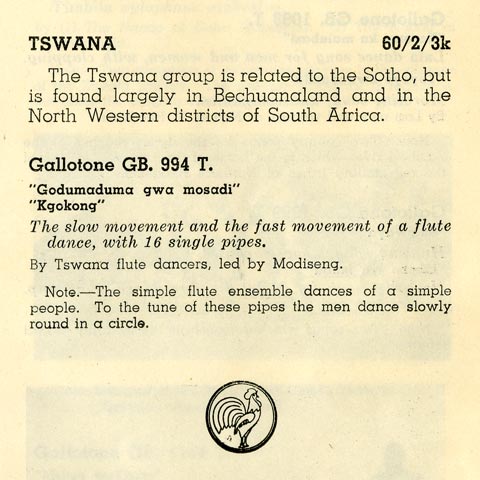 TSWANA 60/2/3k
The Tswana group is related to the Sotho, but
is found largely in Bechuanaland and in the
North Western districts of South Africa.
Gallotone GB. 994 T.
"Godumaduma gwa mosadi"
"Kgokong"
The slow movement and the fast movement of a flute
dance, with 16 single pipes.
By Tswana flute dancers, led by Modiseng.
Note.—The simple flute ensemble dances of a simple
people. To the tune of these pipes the men dance slowly
round in a circle.